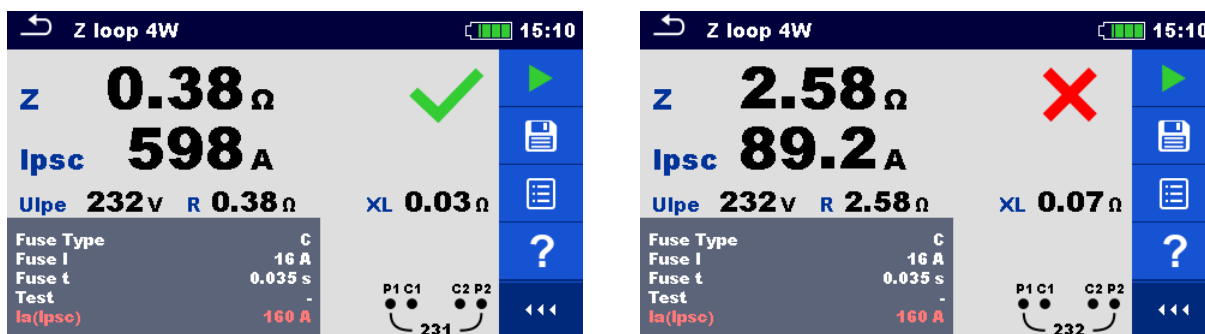 Z loop 4W 15:10
Z 0.38 Ω
Ipsc 598 A
Ulpe 232 V R 0.38 Ω XL 0.03 Ω
Fuse Type C
Fuse I 16 A
Fuse t 0.035 s
Test -
Ia(Ipsc) 160 A
?
P1 C1 C2 P2
231
Z loop 4W 15:10
Z 2.58 Ω
Ipsc 89.2 A
Ulpe 232 V R 2.58 Ω XL 0.07 Ω
Fuse Type C
Fuse I 16 A
Fuse t 0.035 s
Test -
Ia(Ipsc) 160 A
?
P1 C1 C2 P2
232